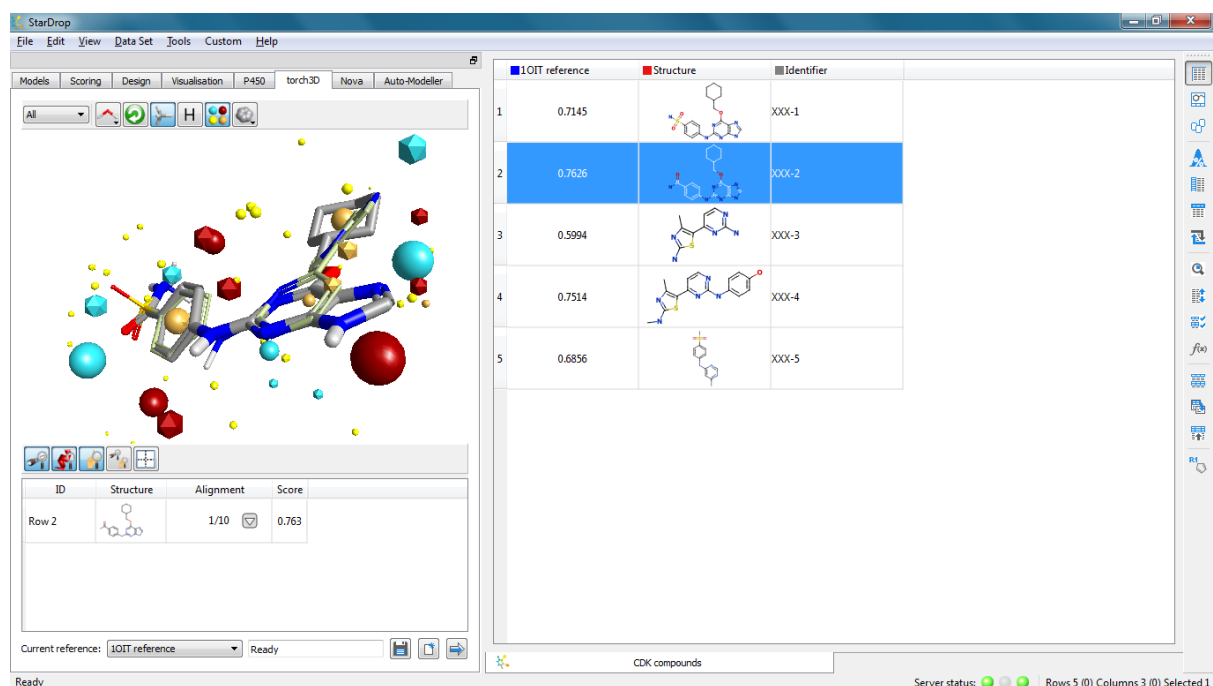 StarDrop
File Edit View Data Set Tools Custom Help
Models Scoring Design Visualisation P450 torch3D Nova Auto-Modeller
All
H
ID Structure Alignment Score
Row 2 1/10 0.763
Current reference: 1OIT reference Ready
Ready
1OIT reference Structure Identifier
1 0.7145 XXX-1
2 0.7626 XXX-2
3 0.5994 XXX-3
4 0.7514 XXX-4
5 0.6856 XXX-5
CDK compounds
f(x)
R1
Server status: Rows 5 (0) Columns 3 (0) Selected 1